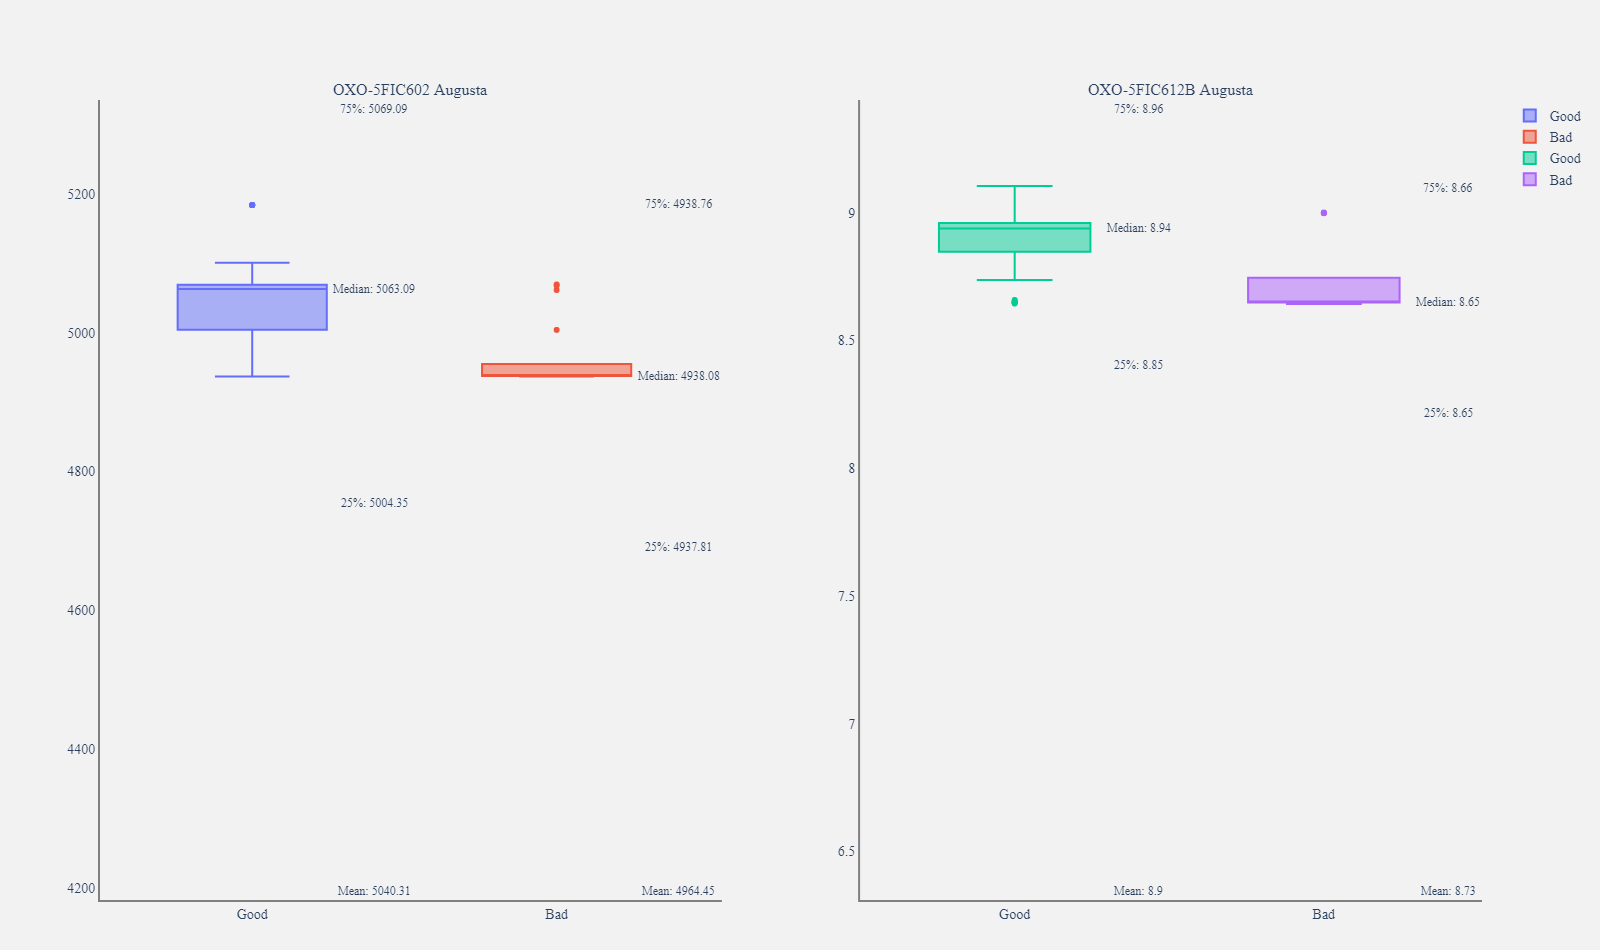 OXO-5FIC602 Augusta
75%: 5069.09
5200
75%: 4938.76
Median: 5063.09
5000
Median: 4938.08
4800
25%: 5004.35
25%: 4937.81
4600
4400
4200
Mean: 5040.31
Mean: 4964.45
Good
Bad
OXO-5FIC612B Augusta
75%: 8.96
75%: 8.66
9
Median: 8.94
Median: 8.65
8.5
25%: 8.85
25%: 8.65
8
7.5
7
6.5
Mean: 8.9
Mean: 8.73
Good
Bad
Good
Bad
Good
Bad